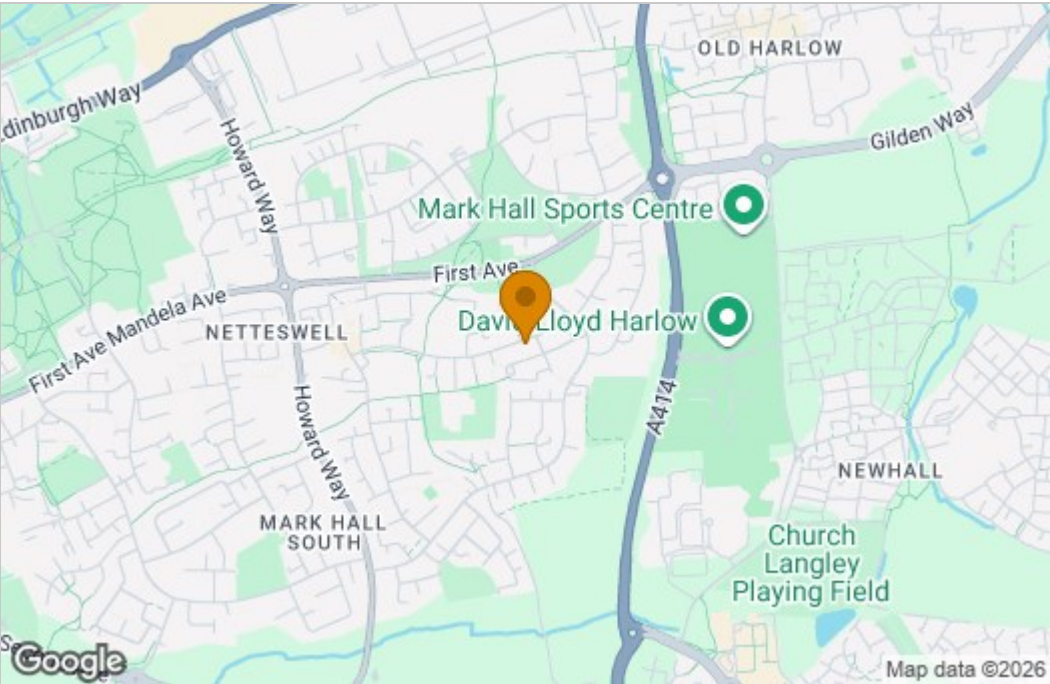 OLD HARLOW
dinburgh Way
Gilden Way
Howard Way
Mark Hall Sports Centre
First Ave
First Ave Mandela Ave
David Lloyd Harlow
NETTESWELL
A414
Howard Way
NEWHALL
MARK HALL
SOUTH
Church
Langley
Playing Field
Google
Map data ©2026